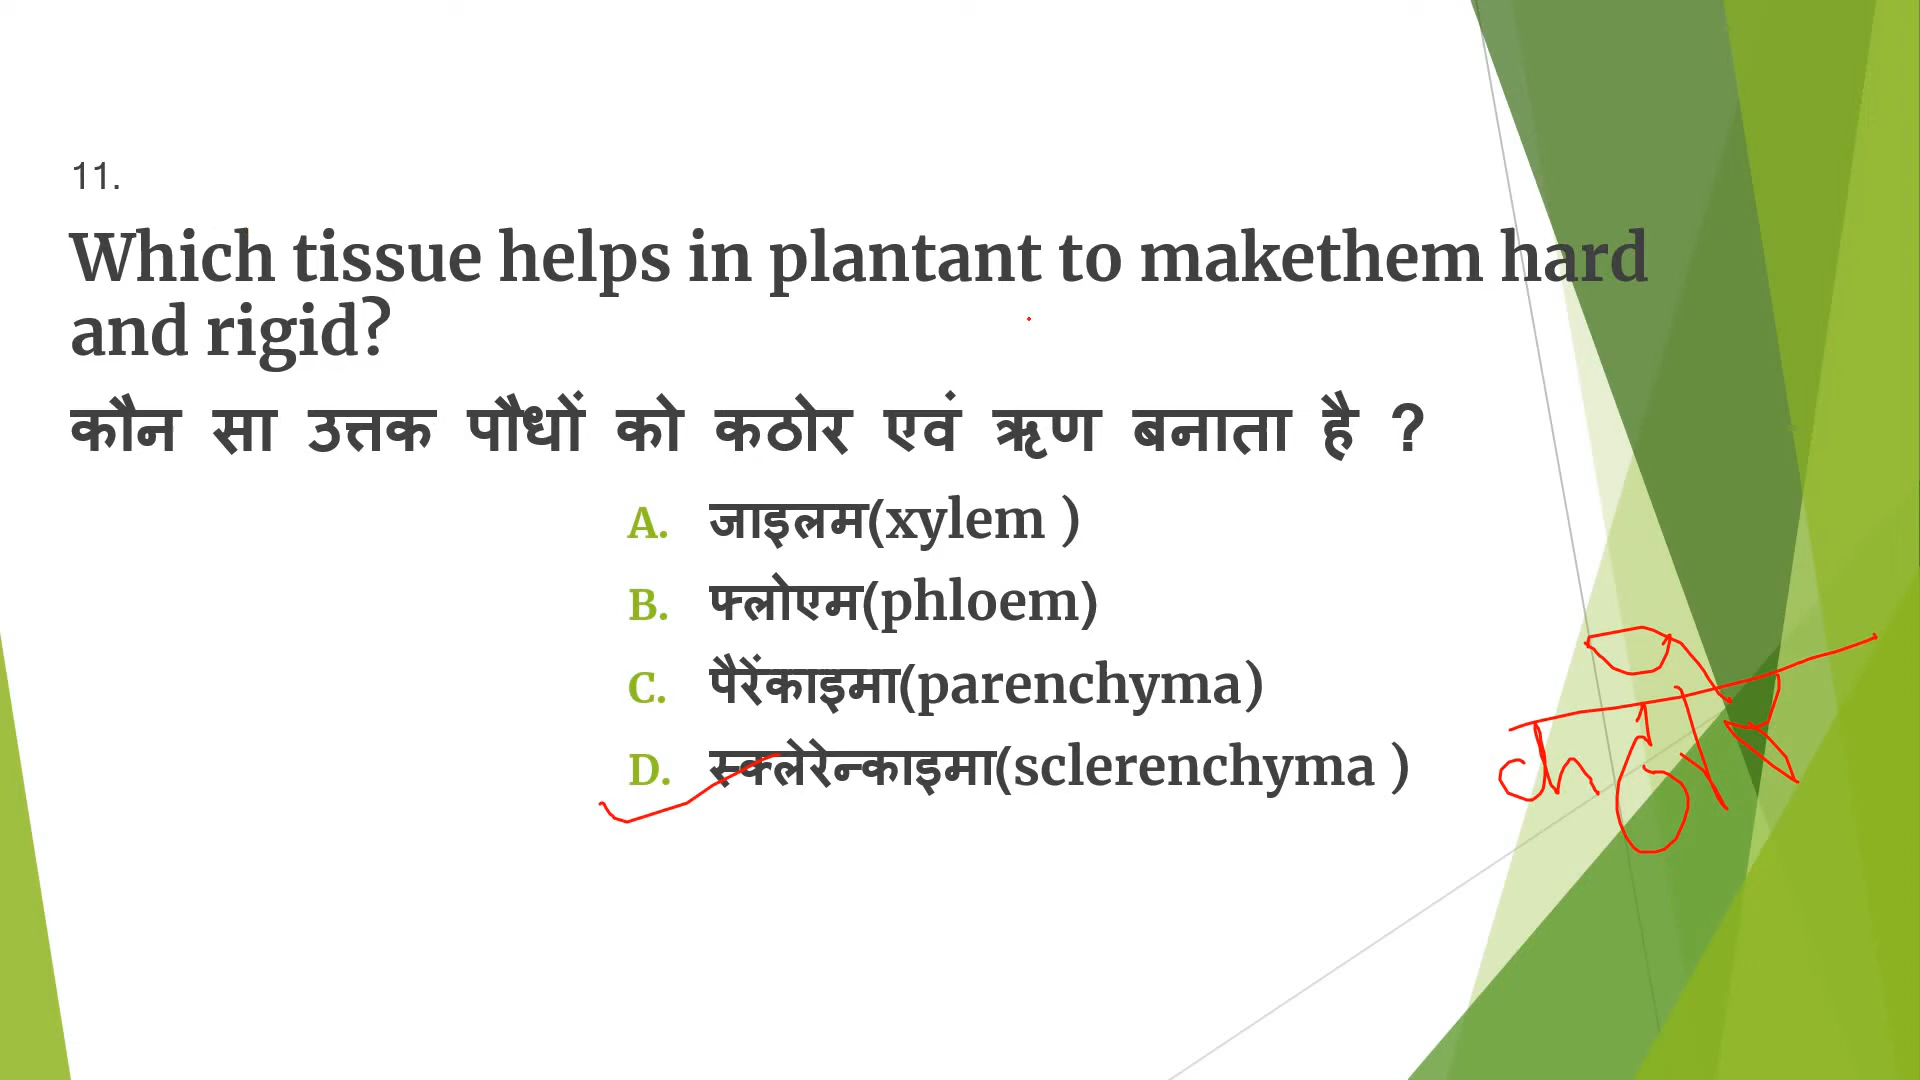 11.
Which tissue helps in plantant to makethem hard
and rigid?
कौन सा उत्तक पौधों को कठोर एवं ऋण बनाता है ?
A. जाइलम(xylem )
B. फ्लोएम(phloem)
C. पैरेंकाइमा(parenchyma)
D. स्क्लेरेन्काइमा(sclerenchyma )
कठोर